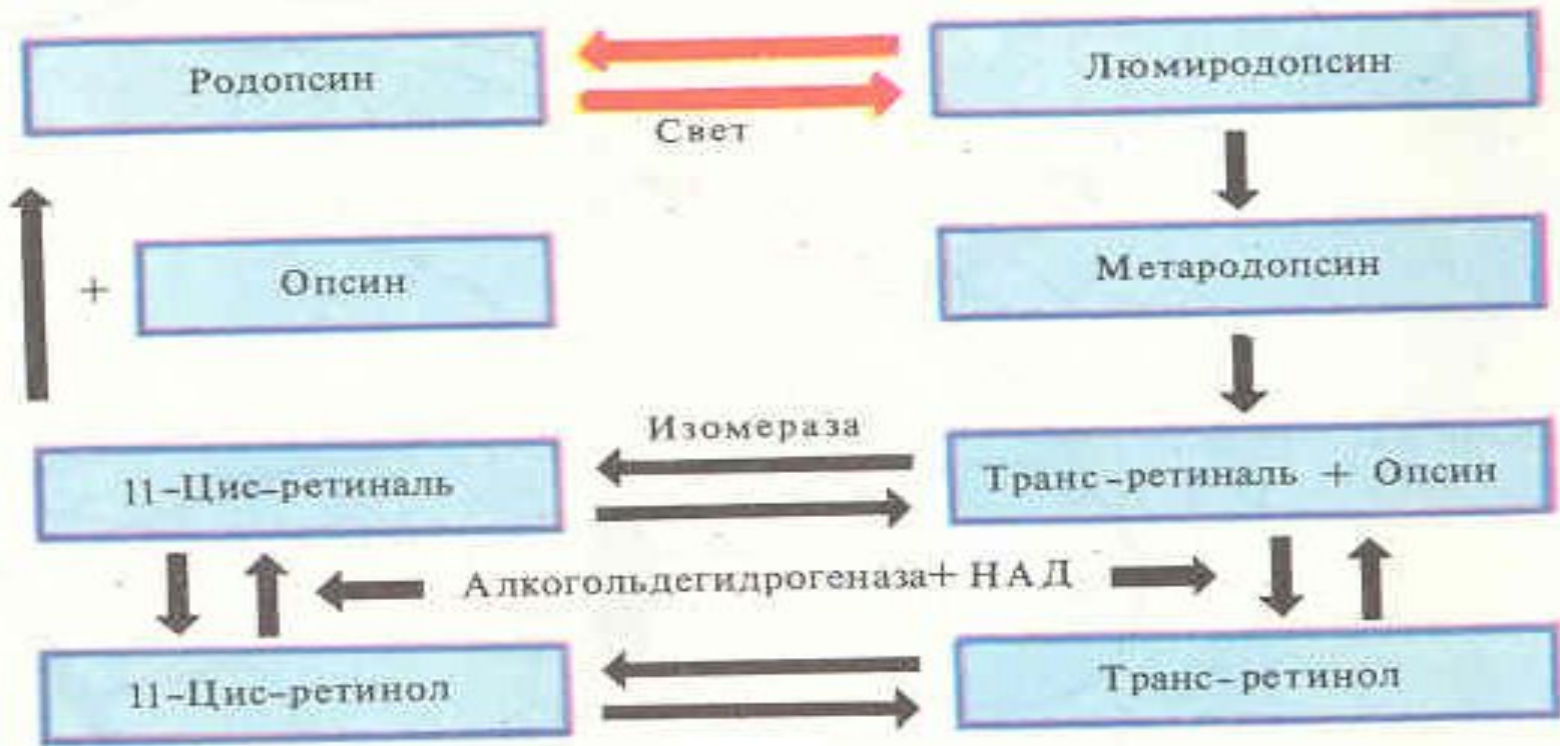 Родопсин
Люмиродопсин
Свет
+
Опсин
Метародопсин
Изомераза
11-Цис-ретиналь
Транс-ретиналь + Опсин
Алкогольдегидрогеназа+НАД
11-Цис-ретинол
Транс-ретинол